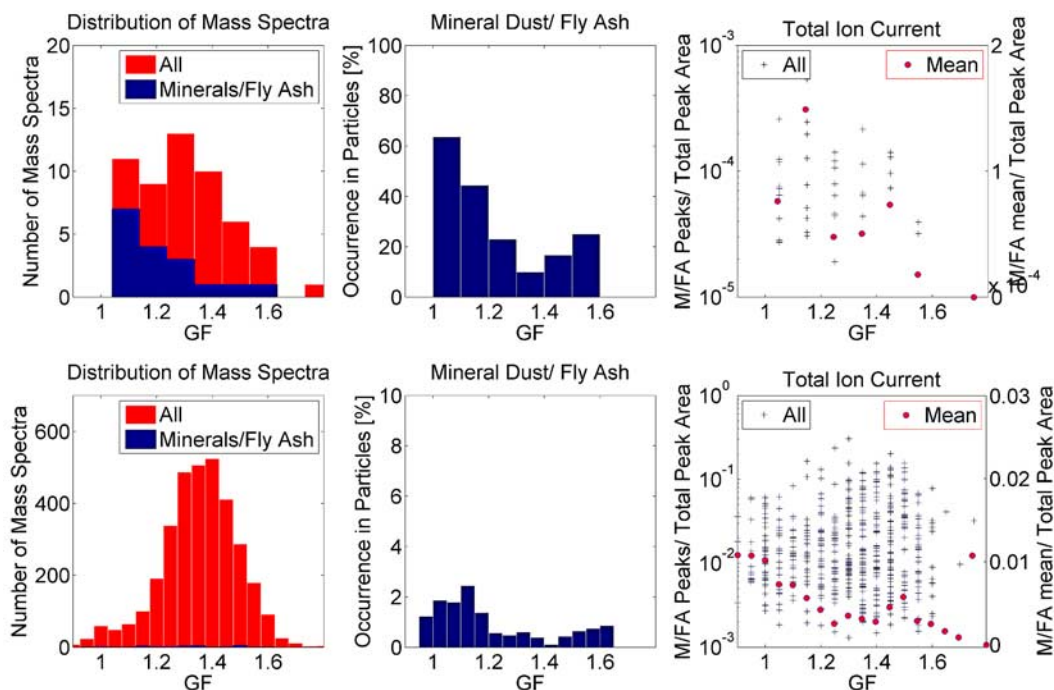 Distribution of Mass Spectra
Number of Mass Spectra
20
15
10
5
0
All
Minerals/Fly Ash
1 1.2 1.4 1.6
GF
Mineral Dust/ Fly Ash
Occurrence in Particles [%]
100
80
60
40
20
0
1 1.2 1.4 1.6
GF
Total Ion Current
M/FA Peaks/ Total Peak Area
10-3
10-4
10-5
All
Mean
2
1
0
x 10-4
M/FA mean/ Total Peak Area
1 1.2 1.4 1.6
GF
Distribution of Mass Spectra
Number of Mass Spectra
600
400
200
0
All
Minerals/Fly Ash
1 1.2 1.4 1.6
GF
Mineral Dust/ Fly Ash
Occurrence in Particles [%]
10
8
6
4
2
0
1 1.2 1.4 1.6
GF
Total Ion Current
M/FA Peaks/ Total Peak Area
100
10-1
10-2
10-3
All
Mean
0.03
0.02
0.01
0
M/FA mean/ Total Peak Area
1 1.2 1.4 1.6
GF